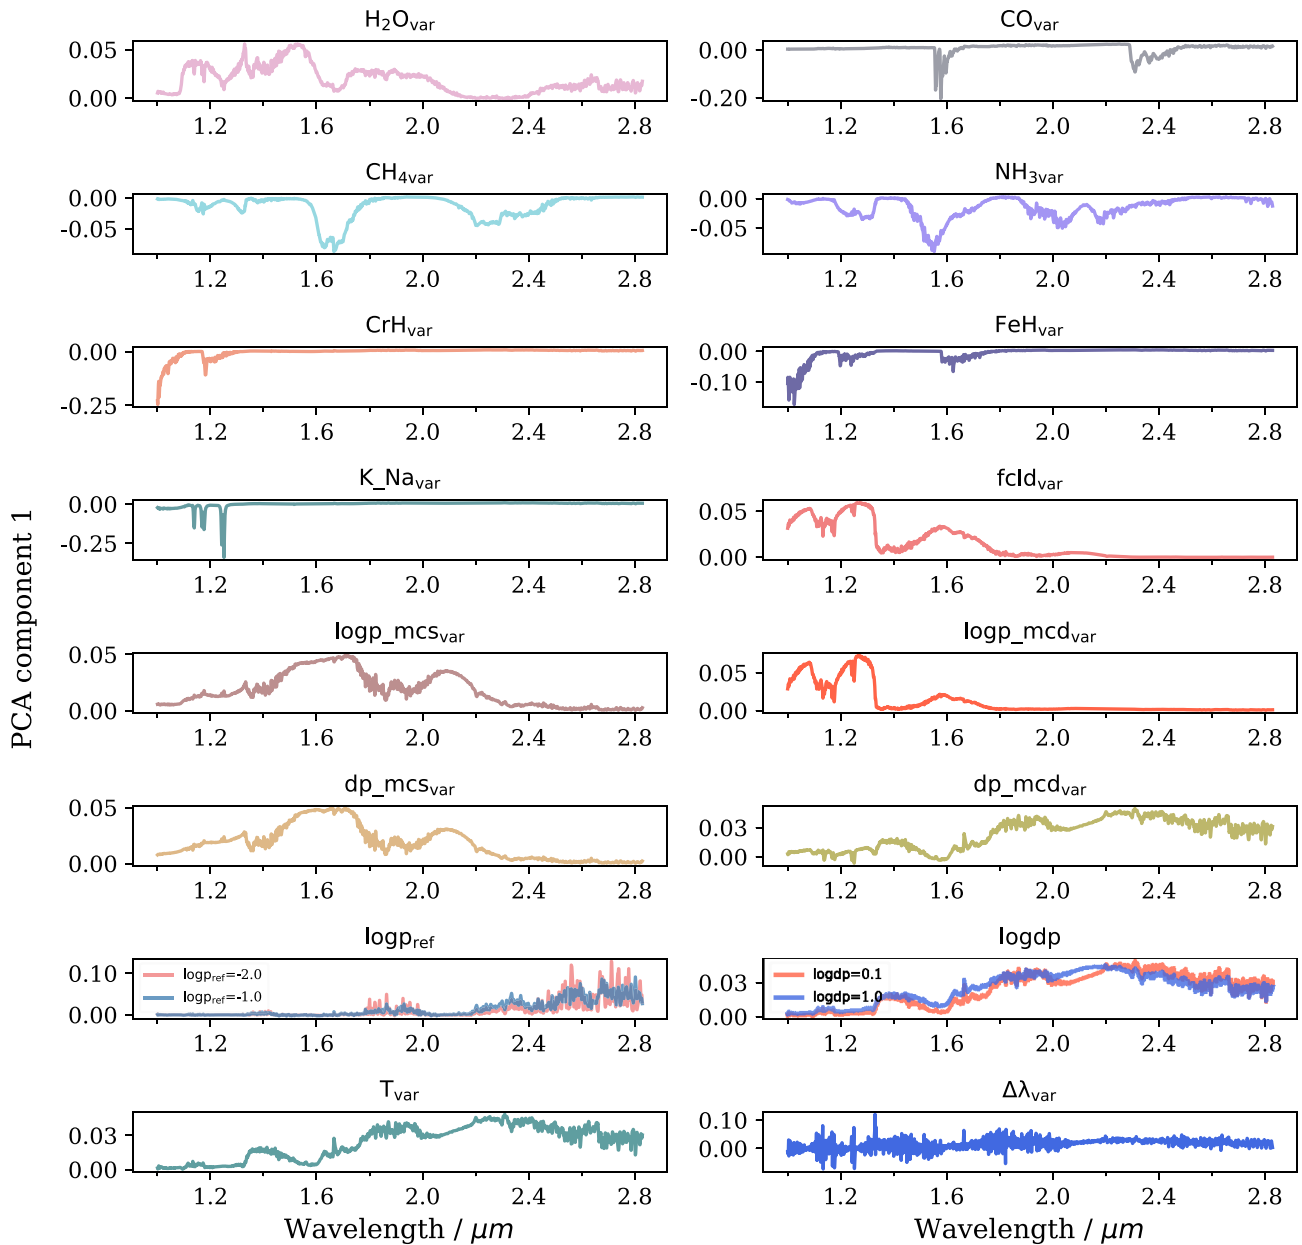 H₂Oᵥₐᵣ
0.05
0.00
1.2 1.6 2.0 2.4 2.8
COᵥₐᵣ
0.00
-0.20
1.2 1.6 2.0 2.4 2.8
CH₄ᵥₐᵣ
0.00
-0.05
1.2 1.6 2.0 2.4 2.8
NH₃ᵥₐᵣ
0.00
-0.05
1.2 1.6 2.0 2.4 2.8
CrHᵥₐᵣ
0.00
-0.25
1.2 1.6 2.0 2.4 2.8
FeHᵥₐᵣ
0.00
-0.10
1.2 1.6 2.0 2.4 2.8
K_Naᵥₐᵣ
0.00
-0.25
1.2 1.6 2.0 2.4 2.8
fcldᵥₐᵣ
0.05
0.00
1.2 1.6 2.0 2.4 2.8
PCA component 1
logp_mcsᵥₐᵣ
0.05
0.00
1.2 1.6 2.0 2.4 2.8
logp_mcdᵥₐᵣ
0.05
0.00
1.2 1.6 2.0 2.4 2.8
dp_mcsᵥₐᵣ
0.05
0.00
1.2 1.6 2.0 2.4 2.8
dp_mcdᵥₐᵣ
0.03
0.00
1.2 1.6 2.0 2.4 2.8
logp_ref
0.10
0.00
logp_ref=-2.0
logp_ref=-1.0
1.2 1.6 2.0 2.4 2.8
logdp
0.03
0.00
logdp=0.1
logdp=1.0
1.2 1.6 2.0 2.4 2.8
Tᵥₐᵣ
0.03
0.00
1.2 1.6 2.0 2.4 2.8
Wavelength / μm
Δλᵥₐᵣ
0.10
0.00
1.2 1.6 2.0 2.4 2.8
Wavelength / μm